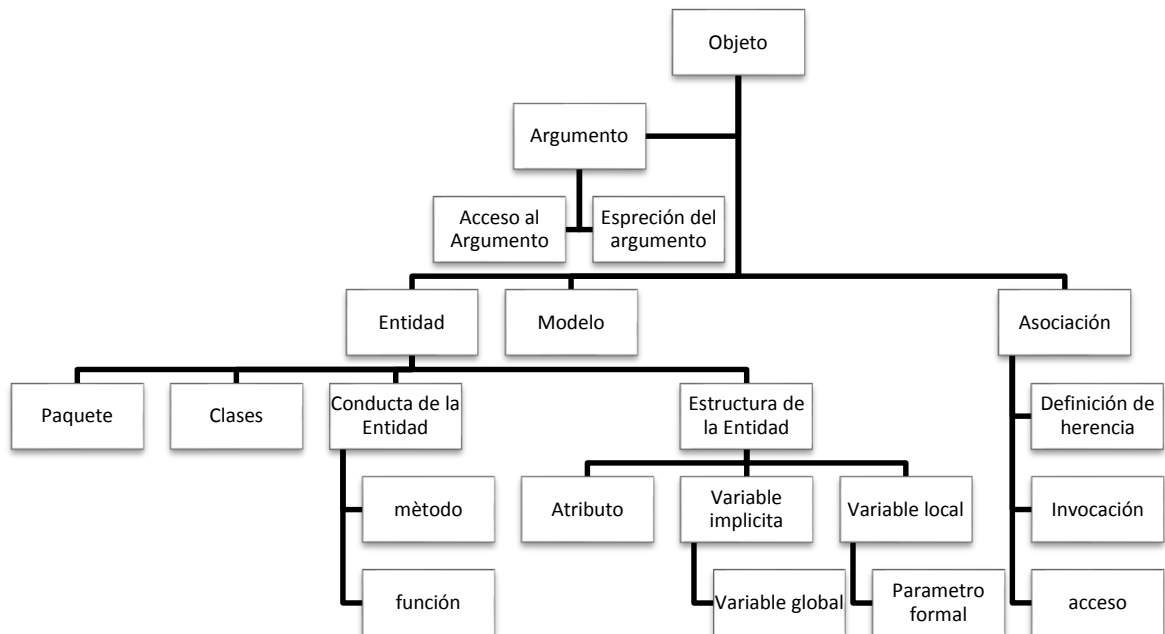 Objeto
Argumento
Acceso al
Argumento
Espreción del
argumento
Entidad
Modelo
Asociación
Paquete
Clases
Conducta de la
Entidad
Estructura de
la Entidad
Definición de
herencia
mètodo
Atributo
Variable
implicita
Variable local
Invocación
función
Variable global
Parametro
formal
acceso